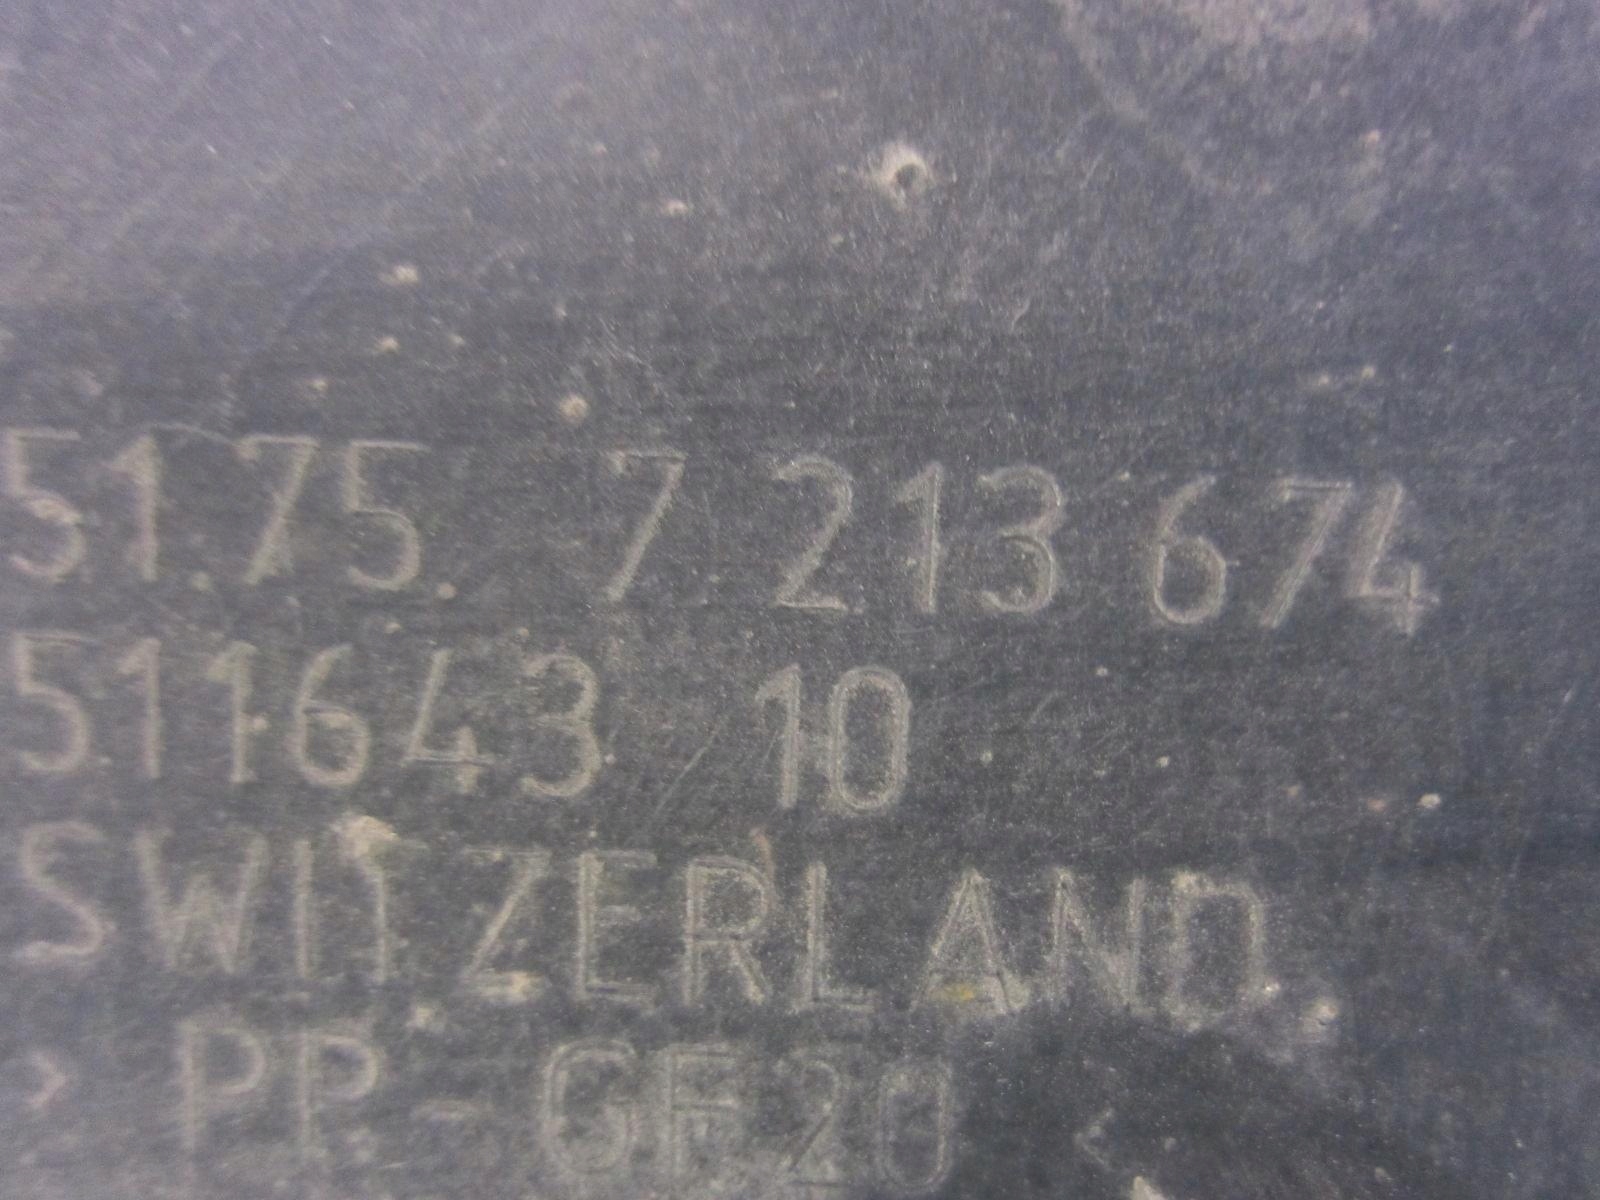 51.75 7 213 674
511643 10
SWITZERLAND
> PP-GF20 <